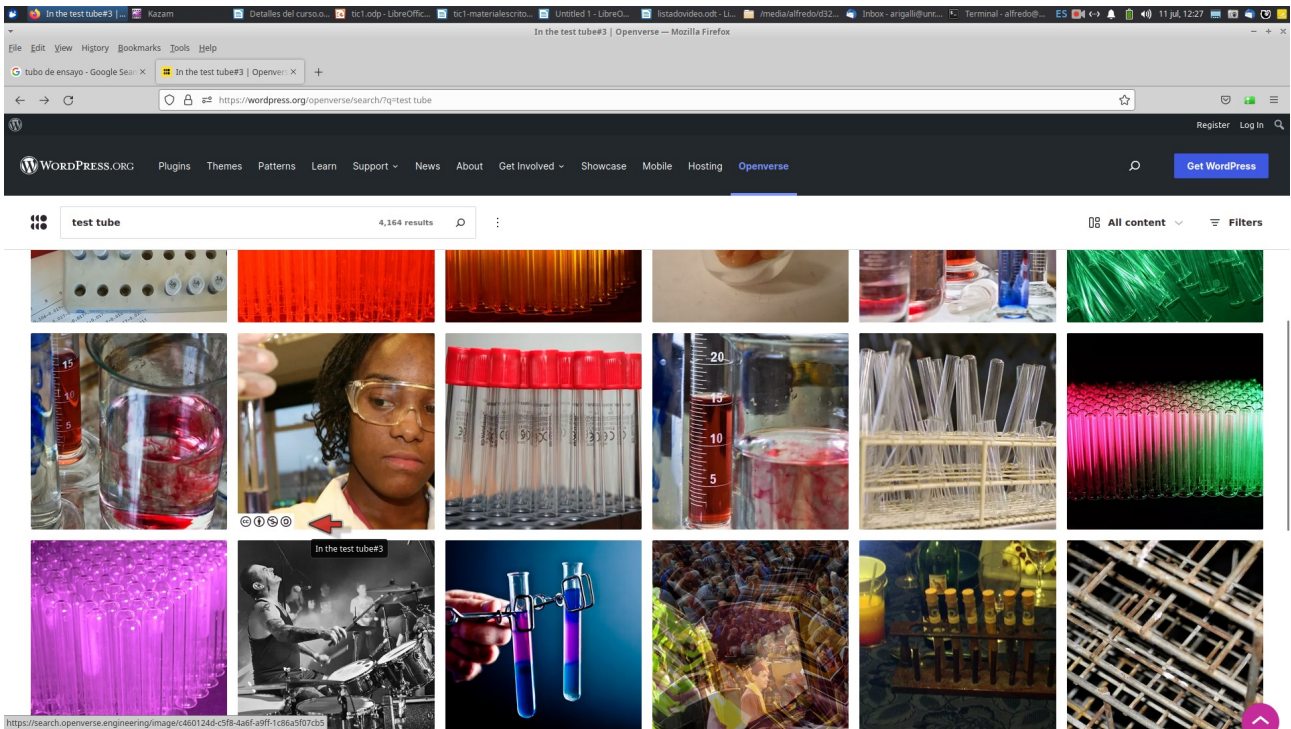 In the test tube#3 |...
Kazam
Detalles del curso.o...
tic1.odp - LibreOffic...
tic1-materialescrito...
Untitled 1 - LibreO...
listadovideo.odt - Li...
/media/alfredo/d32...
Inbox - arigalli@unr....
Terminal - alfredo@...
ES
11 jul, 12:27
In the test tube#3 | Openverse — Mozilla Firefox
File Edit View History Bookmarks Tools Help
tubo de ensayo - Google Sear
In the test tube#3 | Openvers
https://wordpress.org/openverse/search/?q=test tube
Register Log In
WORDPRESS.ORG Plugins Themes Patterns Learn Support News About Get Involved Showcase Mobile Hosting Openverse Get WordPress
test tube 4,164 results All content Filters
15
10
5
20
15
10
5
In the test tube#3
https://search.openverse.engineering/image/c460124d-c5f8-4a6f-a9ff-1c86a5f07cb5